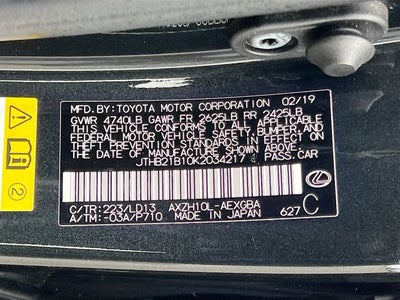 MFD. BY: TOYOTA MOTOR CORPORATION 02/19
GVWR 4740LB GAWR FR 2625LB RR 2425LB
THIS VEHICLE CONFORMS TO ALL APPLICABLE
FEDERAL MOTOR VEHICLE SAFETY, BUMPER, AND
THEFT PREVENTION STANDARDS IN EFFECT ON
THE DATE OF MANUFACTURE SHOWN ABOVE.
JTHB21B10K2034217 PASS.CAR
C/TR: 223/LD13 AXZH10L-AEXGBA
A/TM: -03A/P710 MADE IN JAPAN 627 C
2